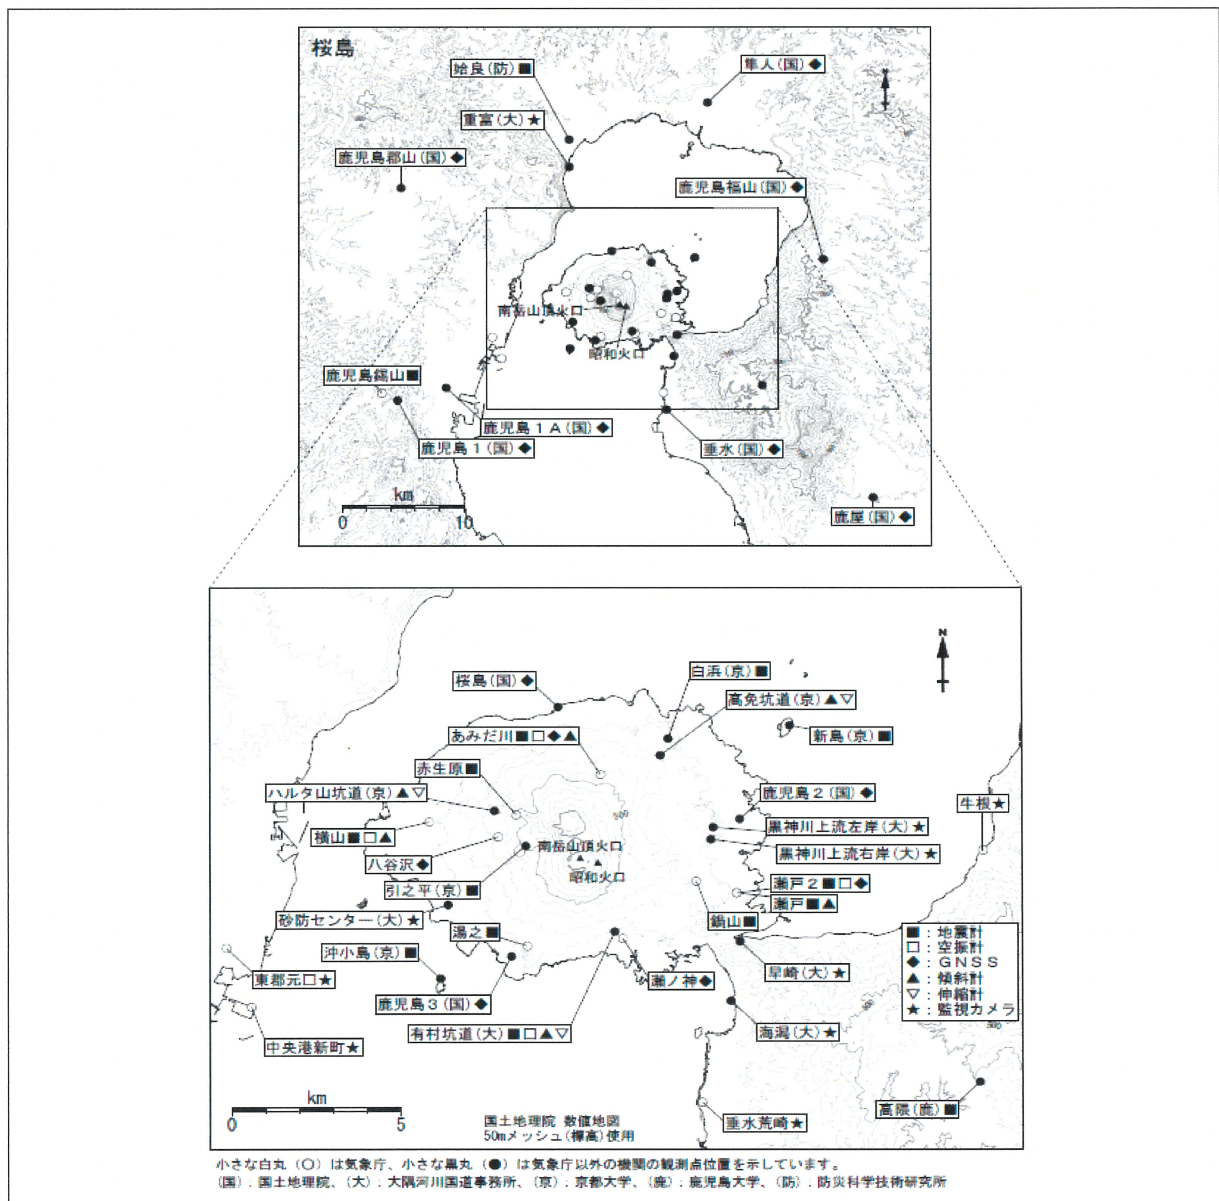 桜島
姶良(防)■
隼人(国)◆
重富(大)★
鹿児島郡山(国)◆
鹿児島福山(国)◆
南岳山頂火口
昭和火口
鹿児島錫山■
鹿児島1A(国)◆
鹿児島1(国)◆
垂水(国)◆
鹿屋(国)◆
km
0 10
N
白浜(京)■
桜島(国)◆
高免坑道(京)▲▽
あみだ川■□◆▲
新島(京)■
赤生原■
ハルタ山坑道(京)▲▽
鹿児島2(国)◆
牛根★
横山■□▲
黒神川上流左岸(大)★
南岳山頂火口
黒神川上流右岸(大)★
八谷沢◆
昭和火口
引之平(京)■
瀬戸2■□◆
瀬戸■▲
砂防センター(大)★
鍋山■
湯之■
■:地震計
□:空振計
◆:GNSS
▲:傾斜計
▽:伸縮計
★:監視カメラ
沖小島(京)■
早崎(大)★
東郡元□★
瀬ノ神◆
鹿児島3(国)◆
500
500
有村坑道(大)■□▲▽
海潟(大)★
中央港新町★
km
0 5
高隈(鹿)■
国土地理院 数値地図
50mメッシュ(標高)使用
垂水荒崎★
小さな白丸(○)は気象庁、小さな黒丸(●)は気象庁以外の機関の観測点位置を示しています。
(国):国土地理院、(大):大隅河川国道事務所、(京):京都大学、(鹿):鹿児島大学、(防):防災科学技術研究所